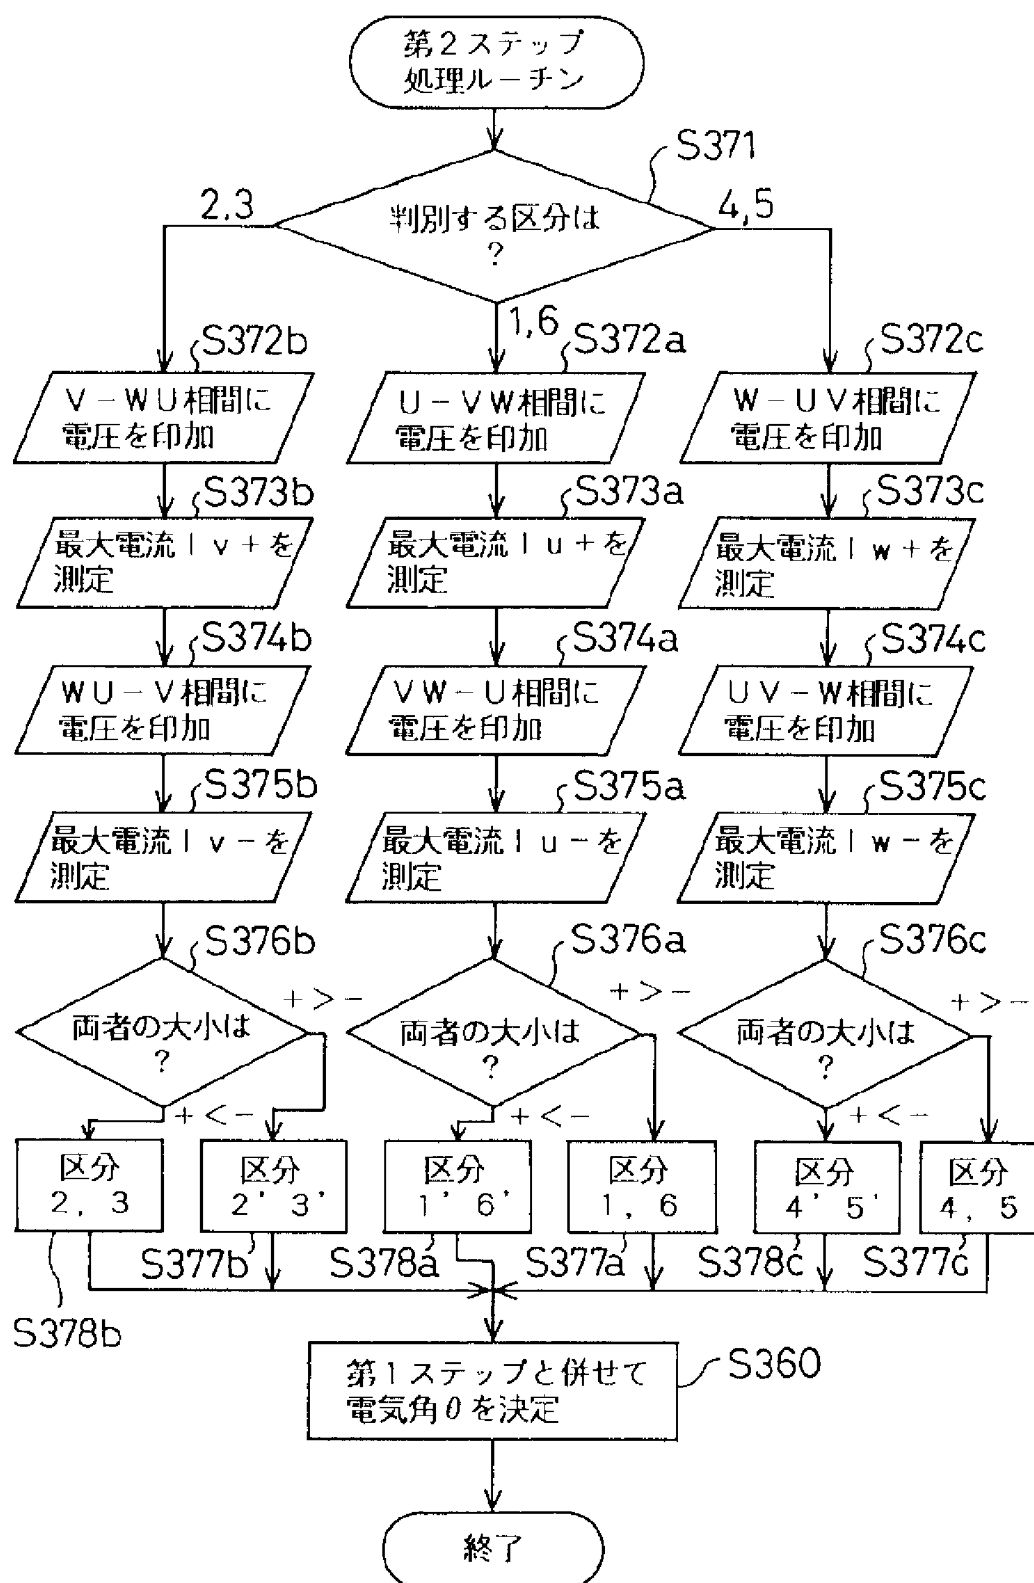 第2ステップ
処理ルーチン
S371
2,3
判別する区分は
?
4,5
1,6
S372b
S372a
S372c
V-WU相間に
電圧を印加
U-VW相間に
電圧を印加
W-UV相間に
電圧を印加
S373b
S373a
S373c
最大電流Iv+を
測定
最大電流Iu+を
測定
最大電流Iw+を
測定
S374b
S374a
S374c
WU-V相間に
電圧を印加
VW-U相間に
電圧を印加
UV-W相間に
電圧を印加
S375b
S375a
S375c
最大電流Iv-を
測定
最大電流Iu-を
測定
最大電流Iw-を
測定
S376b
S376a
S376c
+>-
+>-
+>-
両者の大小は
?
両者の大小は
?
両者の大小は
?
+<-
+<-
+<-
区分
2, 3
区分
2' 3'
区分
1' 6'
区分
1, 6
区分
4' 5'
区分
4, 5
S377b
S378a
S377a
S378c
S377c
S378b
S360
第1ステップと併せて
電気角θを決定
終了